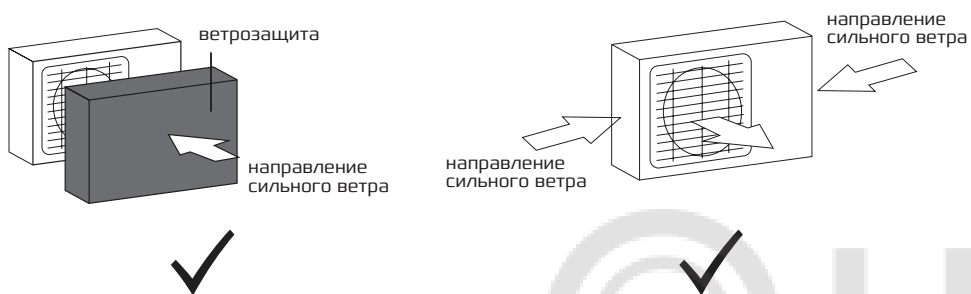 ветрозащита
направление
сильного ветра
направление
сильного ветра
направление
сильного ветра